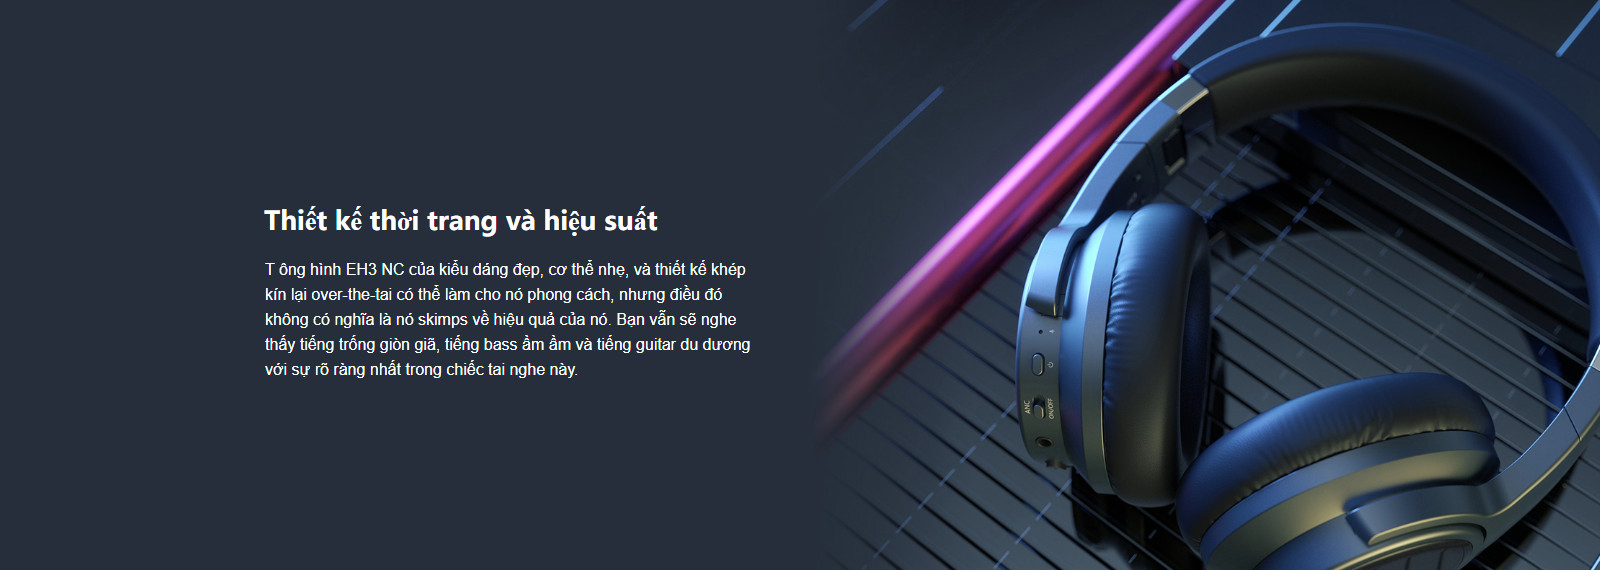 Thiết kế thời trang và hiệu suất
T ông hình EH3 NC của kiểu dáng đẹp, cơ thể nhẹ, và thiết kế khép
kín lại over-the-tai có thể làm cho nó phong cách, nhưng điều đó
không có nghĩa là nó skimps về hiệu quả của nó. Bạn vẫn sẽ nghe
thấy tiếng trống giòn giã, tiếng bass ầm ầm và tiếng guitar du dương
với sự rõ ràng nhất trong chiếc tai nghe này.
ANC
ON/OFF